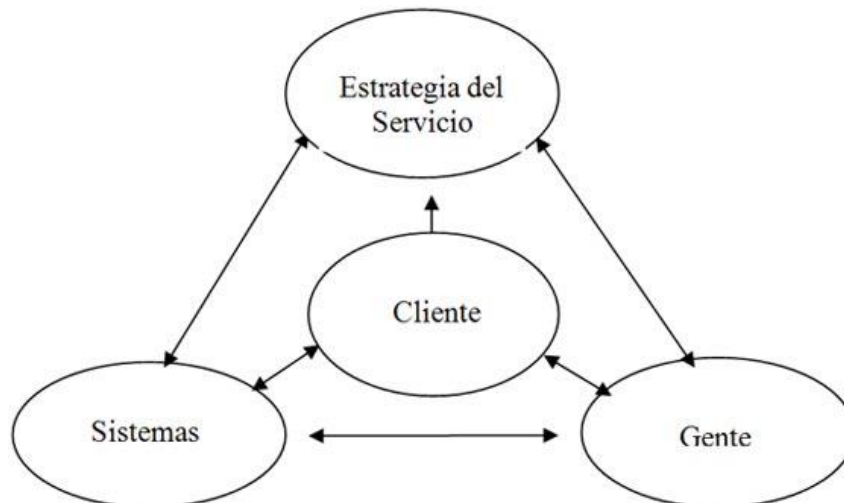 Estrategia del
Servicio
Cliente
Sistemas
Gente